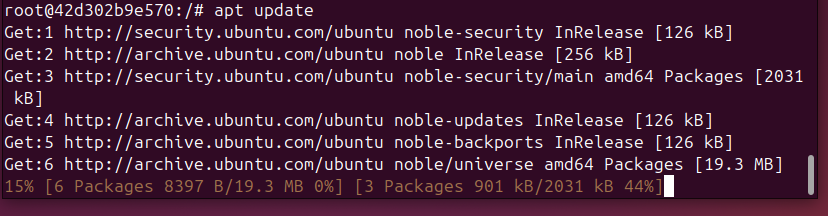 root@42d302b9e570:/# apt update
Get:1 http://security.ubuntu.com/ubuntu noble-security InRelease [126 kB]
Get:2 http://archive.ubuntu.com/ubuntu noble InRelease [256 kB]
Get:3 http://security.ubuntu.com/ubuntu noble-security/main amd64 Packages [2031
 kB]
Get:4 http://archive.ubuntu.com/ubuntu noble-updates InRelease [126 kB]
Get:5 http://archive.ubuntu.com/ubuntu noble-backports InRelease [126 kB]
Get:6 http://archive.ubuntu.com/ubuntu noble/universe amd64 Packages [19.3 MB]
15% [6 Packages 8397 B/19.3 MB 0%] [3 Packages 901 kB/2031 kB 44%]